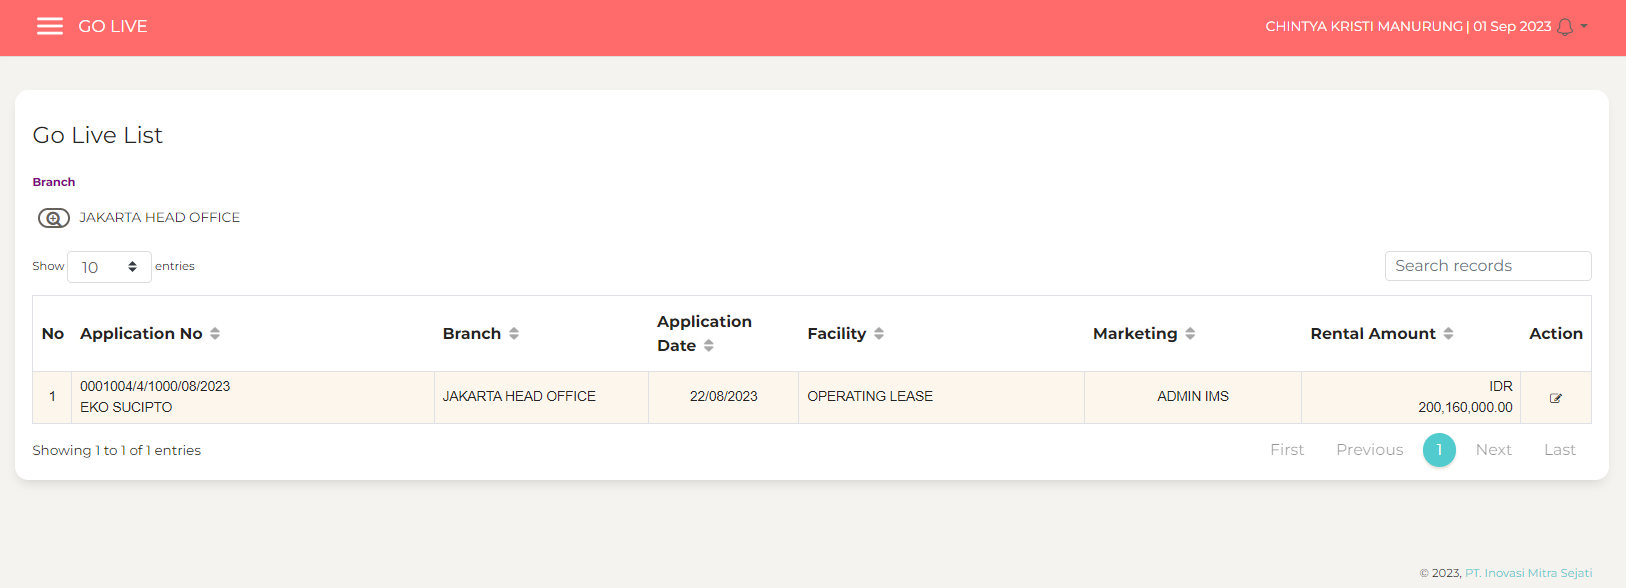 GO LIVE
CHINTYA KRISTI MANURUNG | 01 Sep 2023
Go Live List
Branch
JAKARTA HEAD OFFICE
Show 10 entries
Search records
No Application No Branch Application Date Facility Marketing Rental Amount Action
1 0001004/4/1000/08/2023 JAKARTA HEAD OFFICE 22/08/2023 OPERATING LEASE ADMIN IMS IDR
EKO SUCIPTO 200,160,000.00
Showing 1 to 1 of 1 entries
First Previous 1 Next Last
© 2023, PT. Inovasi Mitra Sejati